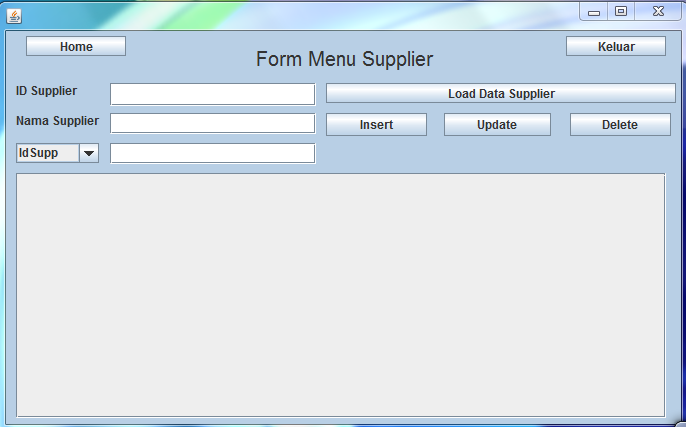 Home
Keluar
Form Menu Supplier
ID Supplier
Load Data Supplier
Nama Supplier
Insert
Update
Delete
IdSupp